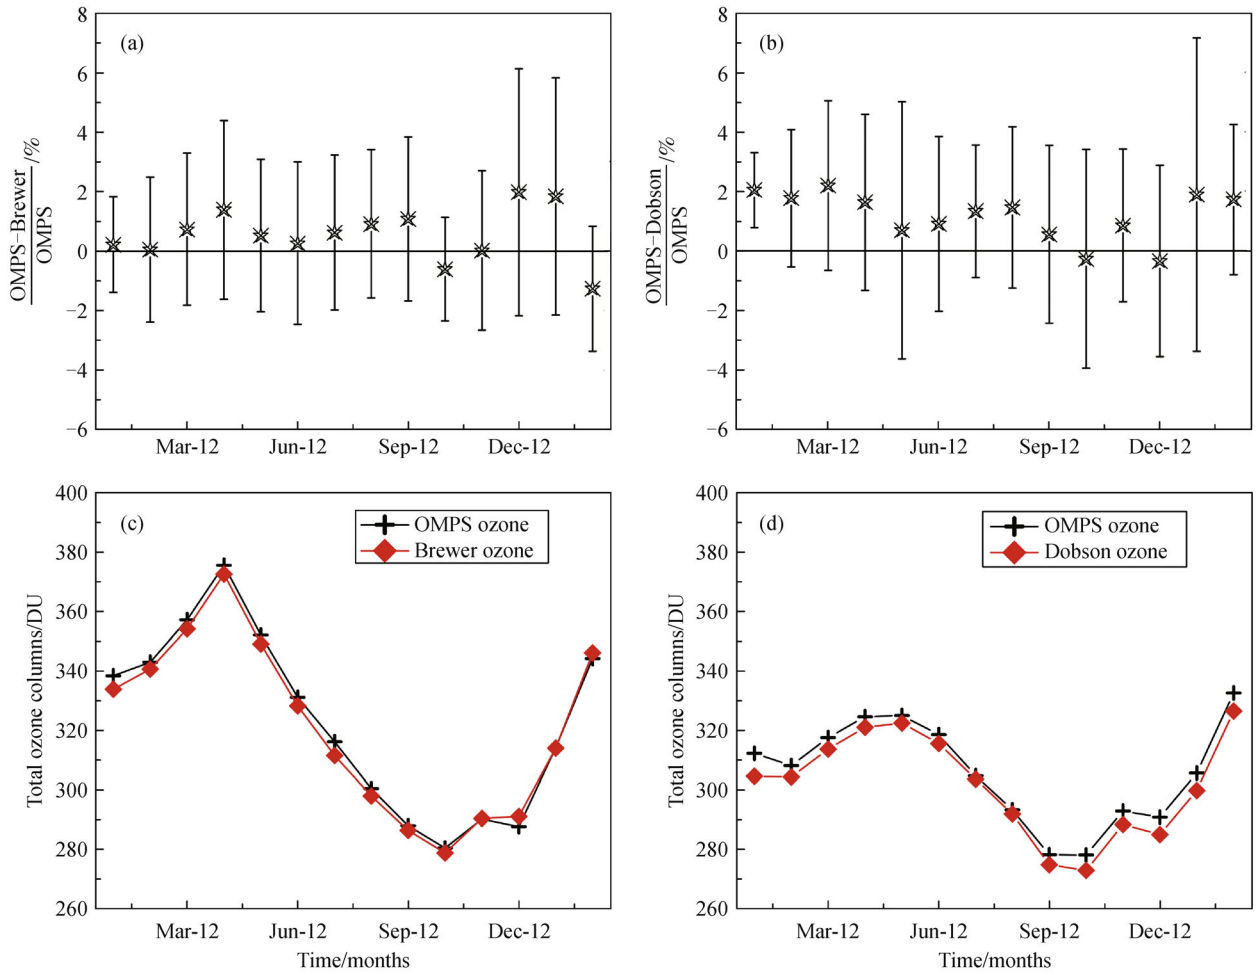 8
6
4
2
0
−2
−4
−6
(a)
OMPS−Brewer
OMPS
/%
Mar-12 Jun-12 Sep-12 Dec-12
8
6
4
2
0
−2
−4
−6
(b)
OMPS−Dobson
OMPS
/%
Mar-12 Jun-12 Sep-12 Dec-12
400
380
360
340
320
300
280
260
(c)
OMPS ozone
Brewer ozone
Total ozone columns/DU
Mar-12 Jun-12 Sep-12 Dec-12
Time/months
400
380
360
340
320
300
280
260
(d)
OMPS ozone
Dobson ozone
Total ozone columns/DU
Mar-12 Jun-12 Sep-12 Dec-12
Time/months